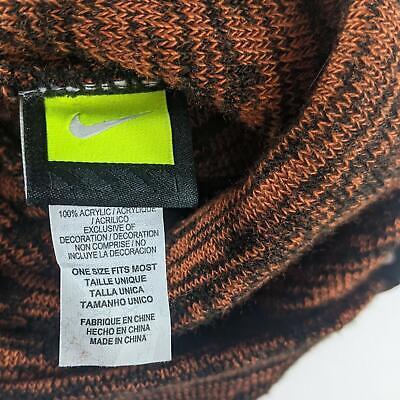 100% ACRYLIC / ACRYLIQUE
/ ACRILICO
EXCLUSIVE OF
DECORATION / DECORATION
NON COMPRISE / NO
INCLUYE LA DECORACION
ONE SIZE FITS MOST
TAILLE UNIQUE
TALLA UNICA
TAMANHO UNICO
FABRIQUE EN CHINE
HECHO EN CHINA
MADE IN CHINA